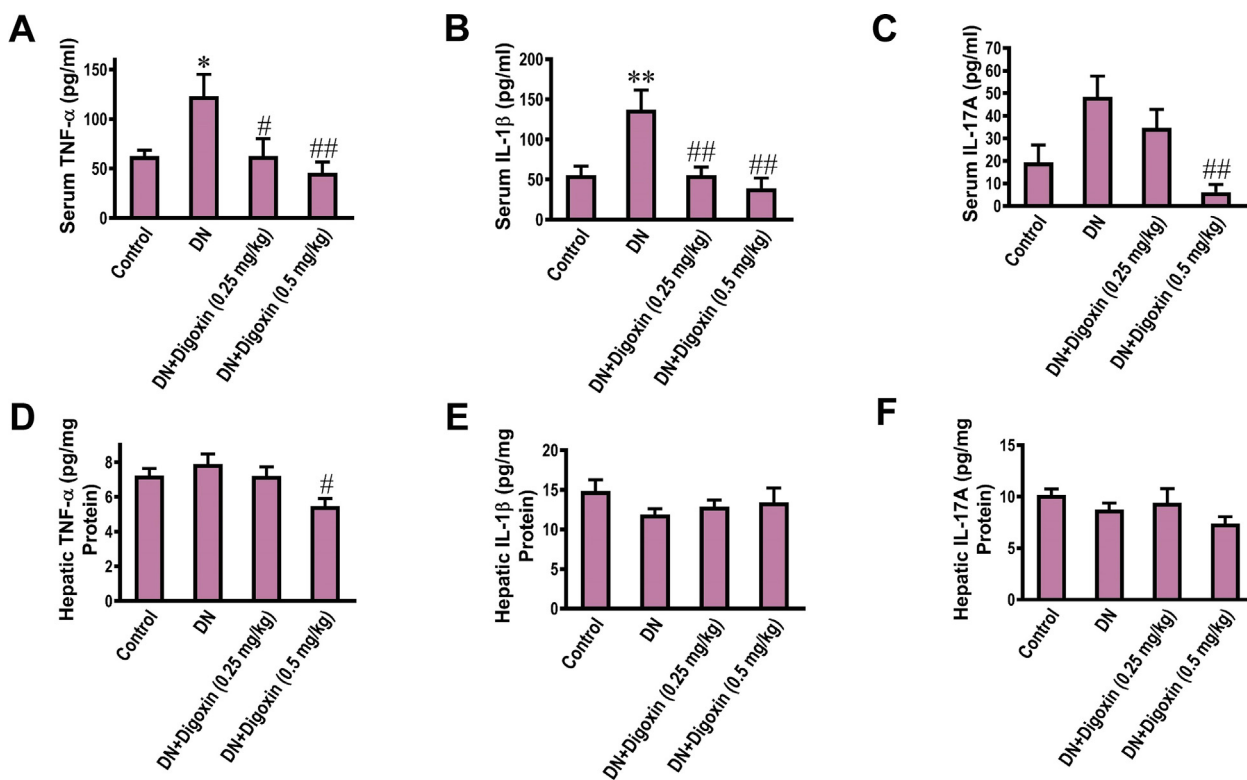 A
Serum TNF-α (pg/ml)
150
100
50
0
*
#
##
Control
DN
DN+Digoxin (0.25 mg/kg)
DN+Digoxin (0.5 mg/kg)
B
Serum IL-1β (pg/ml)
200
150
100
50
0
**
##
##
Control
DN
DN+Digoxin (0.25 mg/kg)
DN+Digoxin (0.5 mg/kg)
C
Serum IL-17A (pg/ml)
70
60
50
40
30
20
10
0
##
Control
DN
DN+Digoxin (0.25 mg/kg)
DN+Digoxin (0.5 mg/kg)
D
Hepatic TNF-α (pg/mg
Protein)
8
6
4
2
0
#
Control
DN
DN+Digoxin (0.25 mg/kg)
DN+Digoxin (0.5 mg/kg)
E
Hepatic IL-1β (pg/mg
Protein)
20
15
10
5
0
Control
DN
DN+Digoxin (0.25 mg/kg)
DN+Digoxin (0.5 mg/kg)
F
Hepatic IL-17A (pg/mg
Protein)
15
10
5
0
Control
DN
DN+Digoxin (0.25 mg/kg)
DN+Digoxin (0.5 mg/kg)